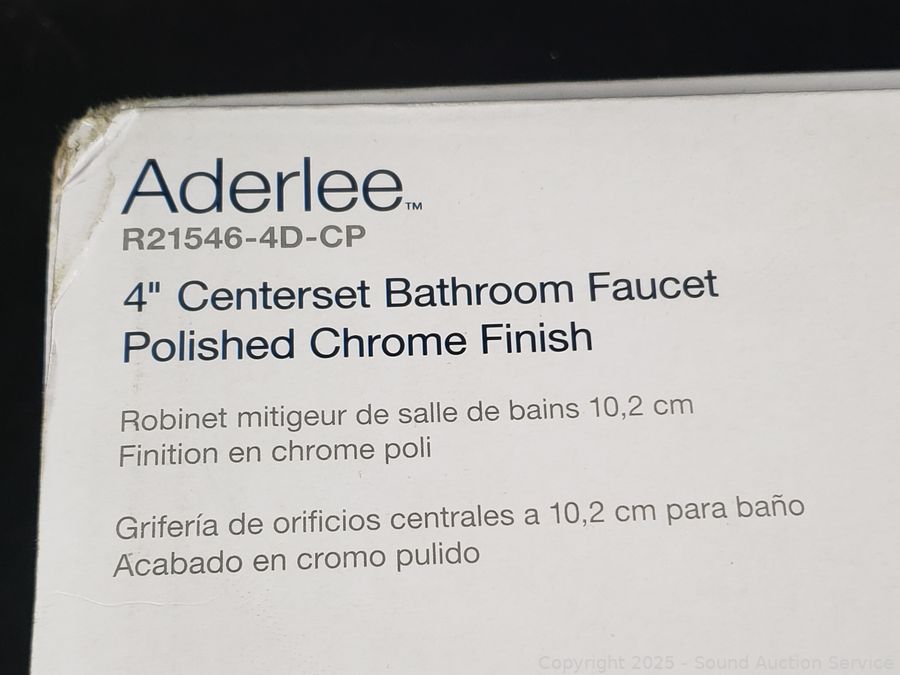 Aderlee™
R21546-4D-CP
4" Centerset Bathroom Faucet
Polished Chrome Finish
Robinet mitigeur de salle de bains 10,2 cm
Finition en chrome poli
Grifería de orificios centrales a 10,2 cm para baño
Acabado en cromo pulido
Copyright 2025 - Sound Auction Service